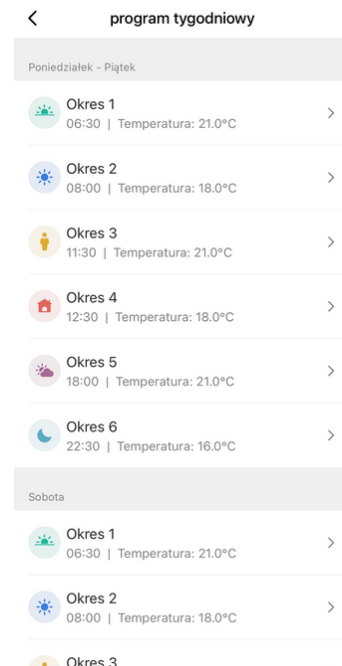 program tygodniowy
Poniedziałek - Piątek
Okres 1
06:30 | Temperatura: 21.0°C
Okres 2
08:00 | Temperatura: 18.0°C
Okres 3
11:30 | Temperatura: 21.0°C
Okres 4
12:30 | Temperatura: 18.0°C
Okres 5
18:00 | Temperatura: 21.0°C
Okres 6
22:30 | Temperatura: 16.0°C
Sobota
Okres 1
06:30 | Temperatura: 21.0°C
Okres 2
08:00 | Temperatura: 18.0°C
Okres 3